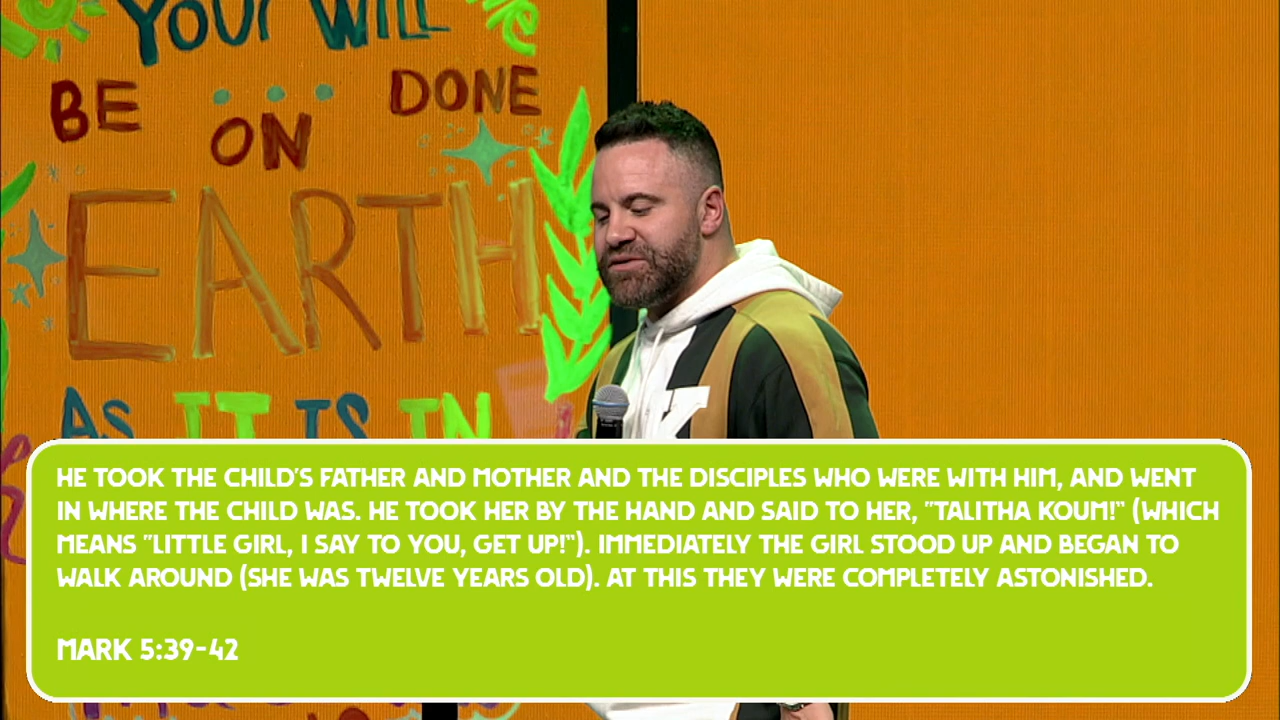 YOUR WILL
BE DONE
ON
EARTH
AS IT IS IN
HE TOOK THE CHILD'S FATHER AND MOTHER AND THE DISCIPLES WHO WERE WITH HIM, AND WENT
IN WHERE THE CHILD WAS. HE TOOK HER BY THE HAND AND SAID TO HER, "TALITHA KOUM!" (WHICH
MEANS "LITTLE GIRL, I SAY TO YOU, GET UP!"). IMMEDIATELY THE GIRL STOOD UP AND BEGAN TO
WALK AROUND (SHE WAS TWELVE YEARS OLD). AT THIS THEY WERE COMPLETELY ASTONISHED.
MARK 5:39-42